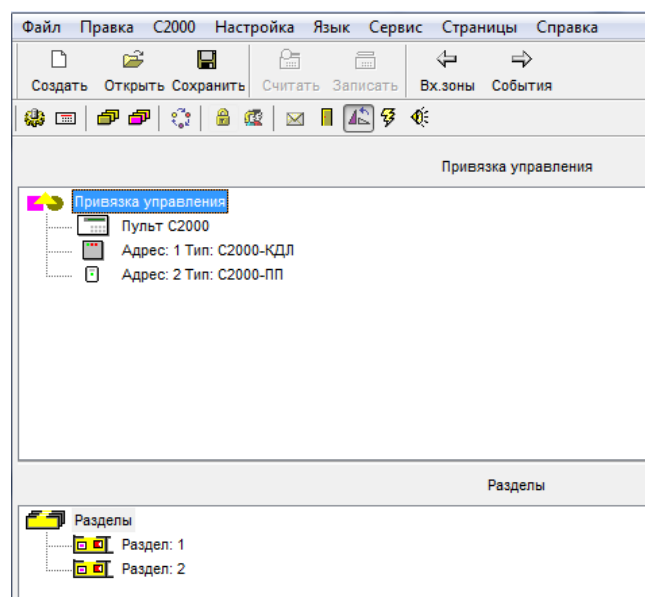 Файл Правка С2000 Настройка Язык Сервис Страницы Справка
Создать Открыть Сохранить Считать Записать Вх.зоны События
Привязка управления
Привязка управления
Пульт С2000
Адрес: 1 Тип: С2000-КДЛ
Адрес: 2 Тип: С2000-ПП
Разделы
Разделы
Раздел: 1
Раздел: 2